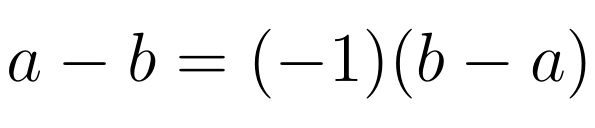 a − b = (−1)(b − a)